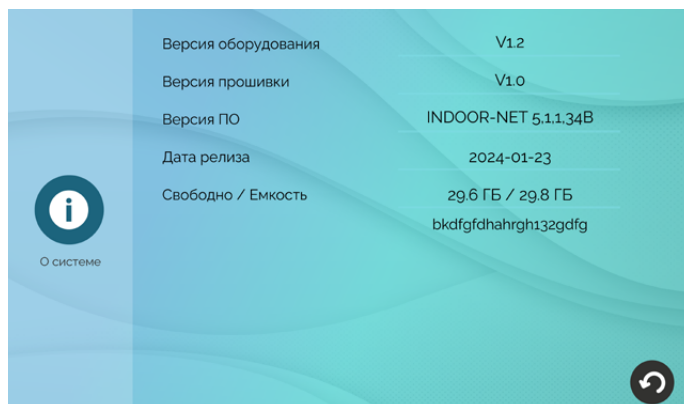 Версия оборудования V1.2
Версия прошивки V1.0
Версия ПО INDOOR-NET 5,1,1,34B
Дата релиза 2024-01-23
Свободно / Емкость 29.6 ГБ / 29.8 ГБ
bkdfgfdhahrgh132gdfg
О системе